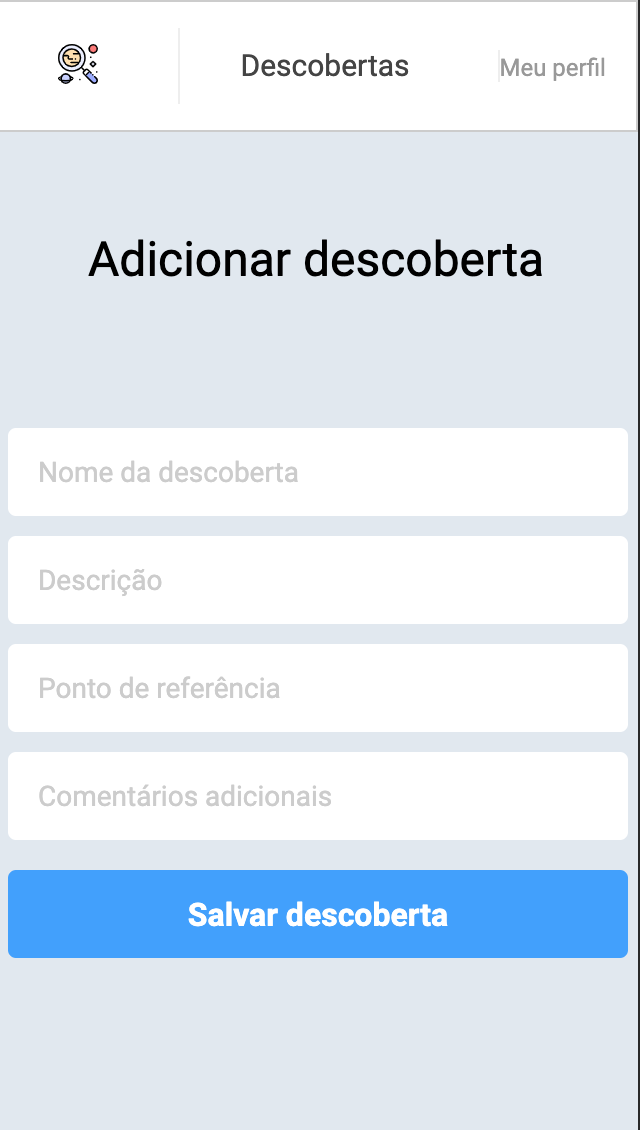 Descobertas
Meu perfil
Adicionar descoberta
Nome da descoberta
Descrição
Ponto de referência
Comentários adicionais
Salvar descoberta